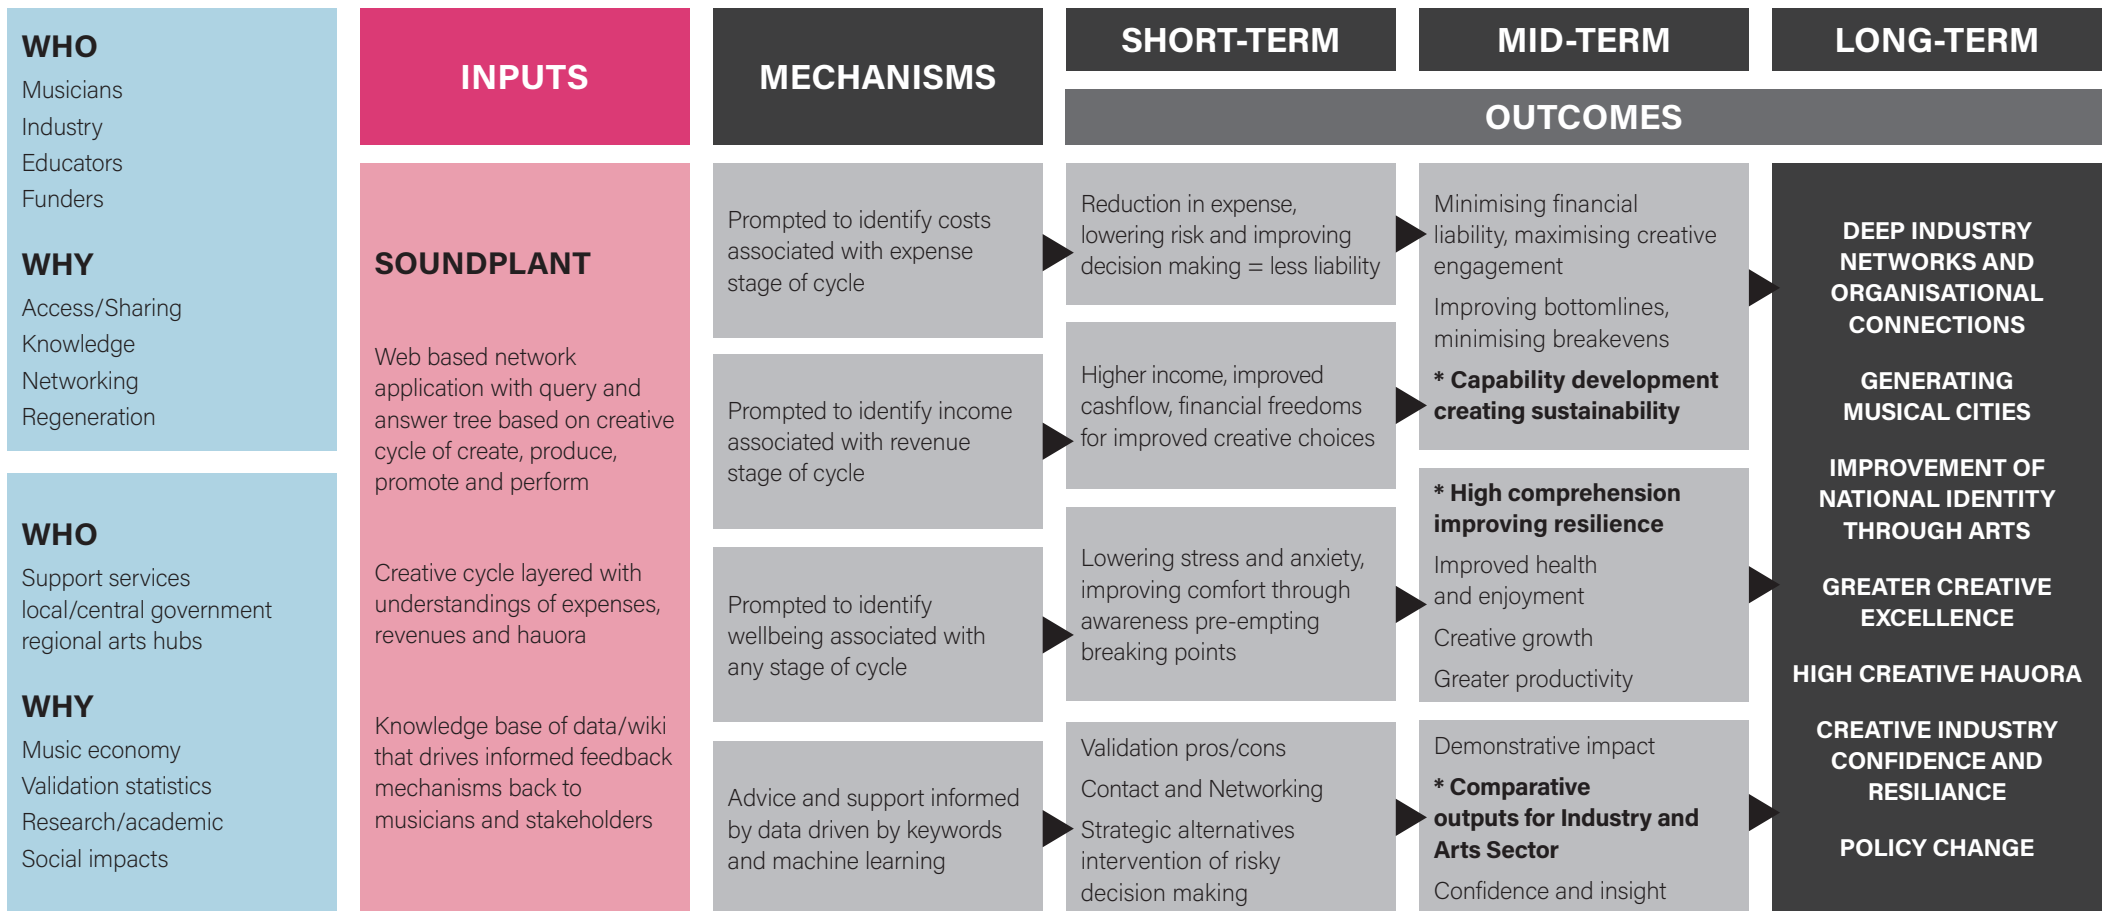 WHO
Musicians
Industry
Educators
Funders
WHY
Access/Sharing
Knowledge
Networking
Regeneration
WHO
Support services
local/central government
regional arts hubs
WHY
Music economy
Validation statistics
Research/academic
Social impacts
INPUTS
SOUNDPLANT
Web based network
application with query and
answer tree based on creative
cycle of create, produce,
promote and perform
Creative cycle layered with
understandings of expenses,
revenues and hauora
Knowledge base of data/wiki
that drives informed feedback
mechanisms back to
musicians and stakeholders
MECHANISMS
Prompted to identify costs
associated with expense
stage of cycle
Prompted to identify income
associated with revenue
stage of cycle
Prompted to identify
wellbeing associated with
any stage of cycle
Advice and support informed
by data driven by keywords
and machine learning
SHORT-TERM
MID-TERM
LONG-TERM
OUTCOMES
Reduction in expense,
lowering risk and improving
decision making = less liability
Higher income, improved
cashflow, financial freedoms
for improved creative choices
Lowering stress and anxiety,
improving comfort through
awareness pre-empting
breaking points
Validation pros/cons
Contact and Networking
Strategic alternatives
intervention of risky
decision making
Minimising financial
liability, maximising creative
engagement
Improving bottomlines,
minimising breakevens
* Capability development
creating sustainability
* High comprehension
improving resilience
Improved health
and enjoyment
Creative growth
Greater productivity
Demonstrative impact
* Comparative
outputs for Industry and
Arts Sector
Confidence and insight
DEEP INDUSTRY
NETWORKS AND
ORGANISATIONAL
CONNECTIONS
GENERATING
MUSICAL CITIES
IMPROVEMENT OF
NATIONAL IDENTITY
THROUGH ARTS
GREATER CREATIVE
EXCELLENCE
HIGH CREATIVE HAUORA
CREATIVE INDUSTRY
CONFIDENCE AND
RESILIANCE
POLICY CHANGE